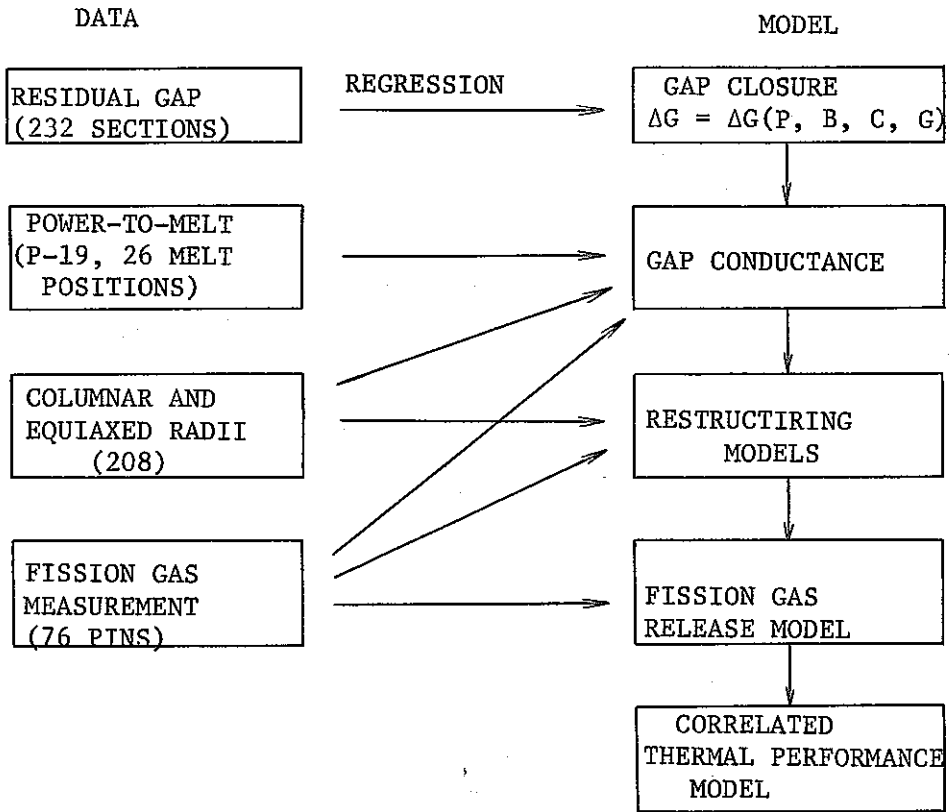 DATA
MODEL
RESIDUAL GAP
(232 SECTIONS)
REGRESSION
GAP CLOSURE
ΔG = ΔG(P, B, C, G)
POWER-TO-MELT
(P-19, 26 MELT
POSITIONS)
GAP CONDUCTANCE
COLUMNAR AND
EQUIAXED RADII
(208)
RESTRUCTIRING
MODELS
FISSION GAS
MEASUREMENT
(76 PINS)
FISSION GAS
RELEASE MODEL
CORRELATED
THERMAL PERFORMANCE
MODEL